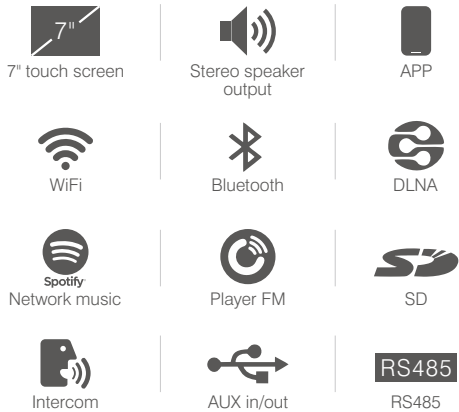 7"
7" touch screen
Stereo speaker
output
APP
WiFi
Bluetooth
DLNA
Spotify
Network music
Player FM
SD
SD
Intercom
AUX in/out
RS485
RS485